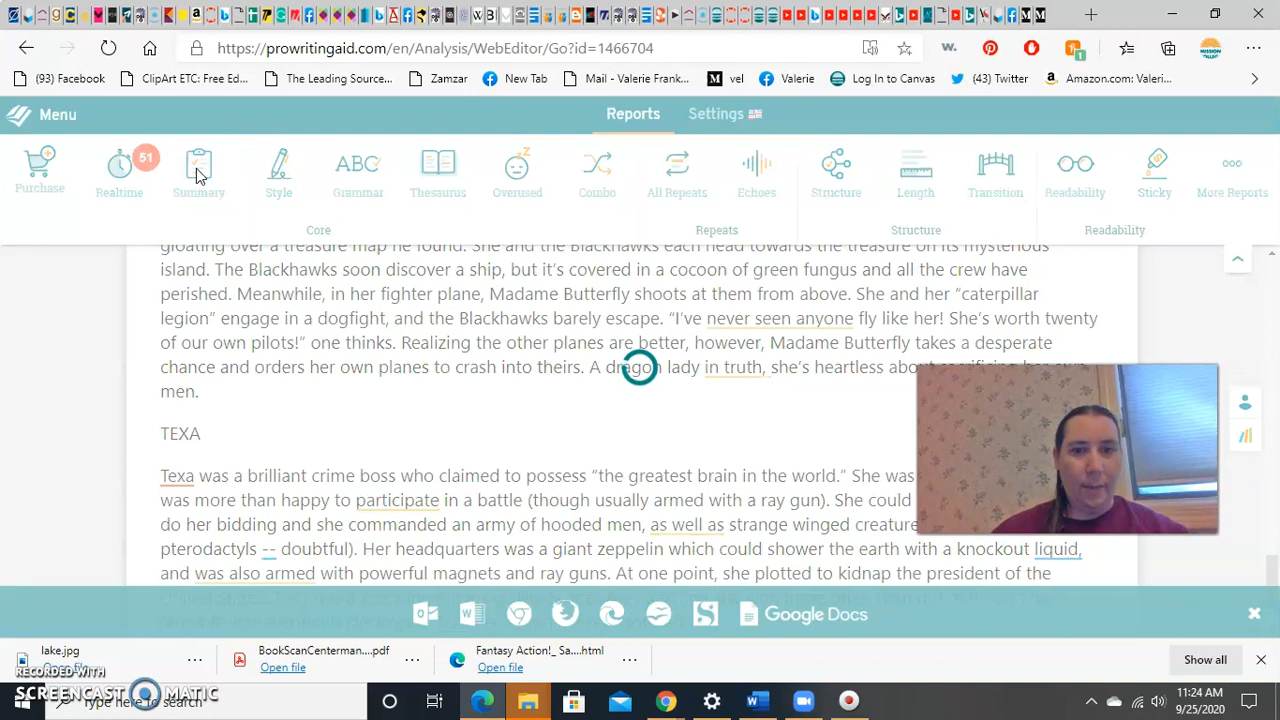 https://prowritingaid.com/en/Analysis/WebEditor/Go?id=1466704
(93) Facebook
ClipArt ETC: Free Ed...
The Leading Source...
Zamzar
New Tab
Mail - Valerie Frank...
vel
Valerie
Log In to Canvas
(43) Twitter
Amazon.com: Valeri...
Menu
Reports
Settings
Purchase
Realtime
51
Summary
Style
Grammar
Thesaurus
Overused
Combo
All Repeats
Echoes
Structure
Length
Transition
Readability
Sticky
More Reports
Core
Repeats
Structure
Readability
gloating over a treasure map he found. She and the Blackhawks each head towards the treasure on its mysterious
island. The Blackhawks soon discover a ship, but it's covered in a cocoon of green fungus and all the crew have
perished. Meanwhile, in her fighter plane, Madame Butterfly shoots at them from above. She and her “caterpillar
legion” engage in a dogfight, and the Blackhawks barely escape. “I've never seen anyone fly like her! She's worth twenty
of our own pilots!” one thinks. Realizing the other planes are better, however, Madame Butterfly takes a desperate
chance and orders her own planes to crash into theirs. A dragon lady in truth, she's heartless about sacrificing her own
men.
TEXA
Texa was a brilliant crime boss who claimed to possess “the greatest brain in the world.” She was
was more than happy to participate in a battle (though usually armed with a ray gun). She could
do her bidding and she commanded an army of hooded men, as well as strange winged creature
pterodactyls -- doubtful). Her headquarters was a giant zeppelin which could shower the earth with a knockout liquid,
and was also armed with powerful magnets and ray guns. At one point, she plotted to kidnap the president of the
Google Docs
lake.jpg
Open file
BookScanCenterman...pdf
Open file
Fantasy Action!_ Sa....html
Open file
Show all
RECORDED WITH
SCREENCAST MATIC
Type here to search
11:24 AM
9/25/2020